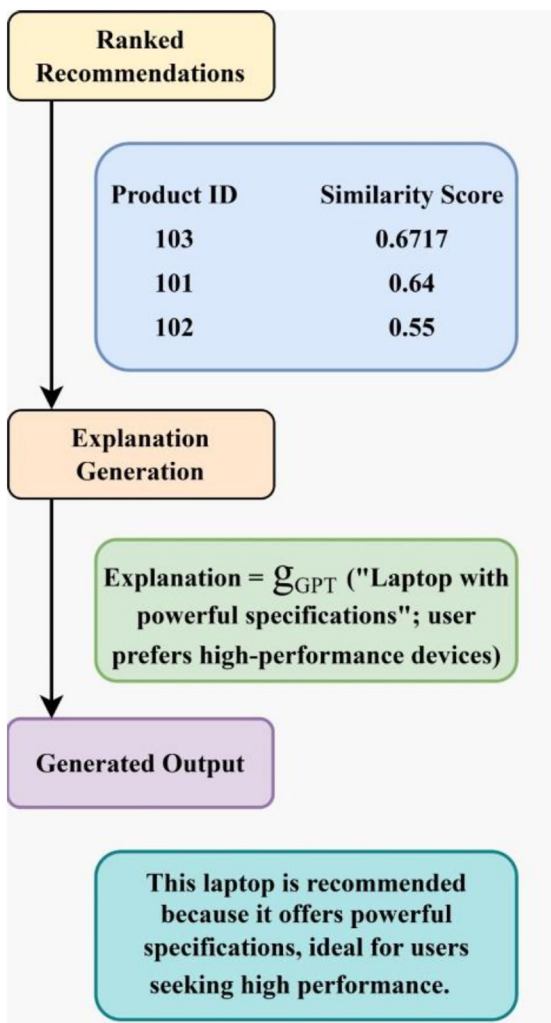 Ranked
Recommendations
Product ID Similarity Score
103 0.6717
101 0.64
102 0.55
Explanation
Generation
Explanation = gGPT ("Laptop with
powerful specifications"; user
prefers high-performance devices)
Generated Output
This laptop is recommended
because it offers powerful
specifications, ideal for users
seeking high performance.